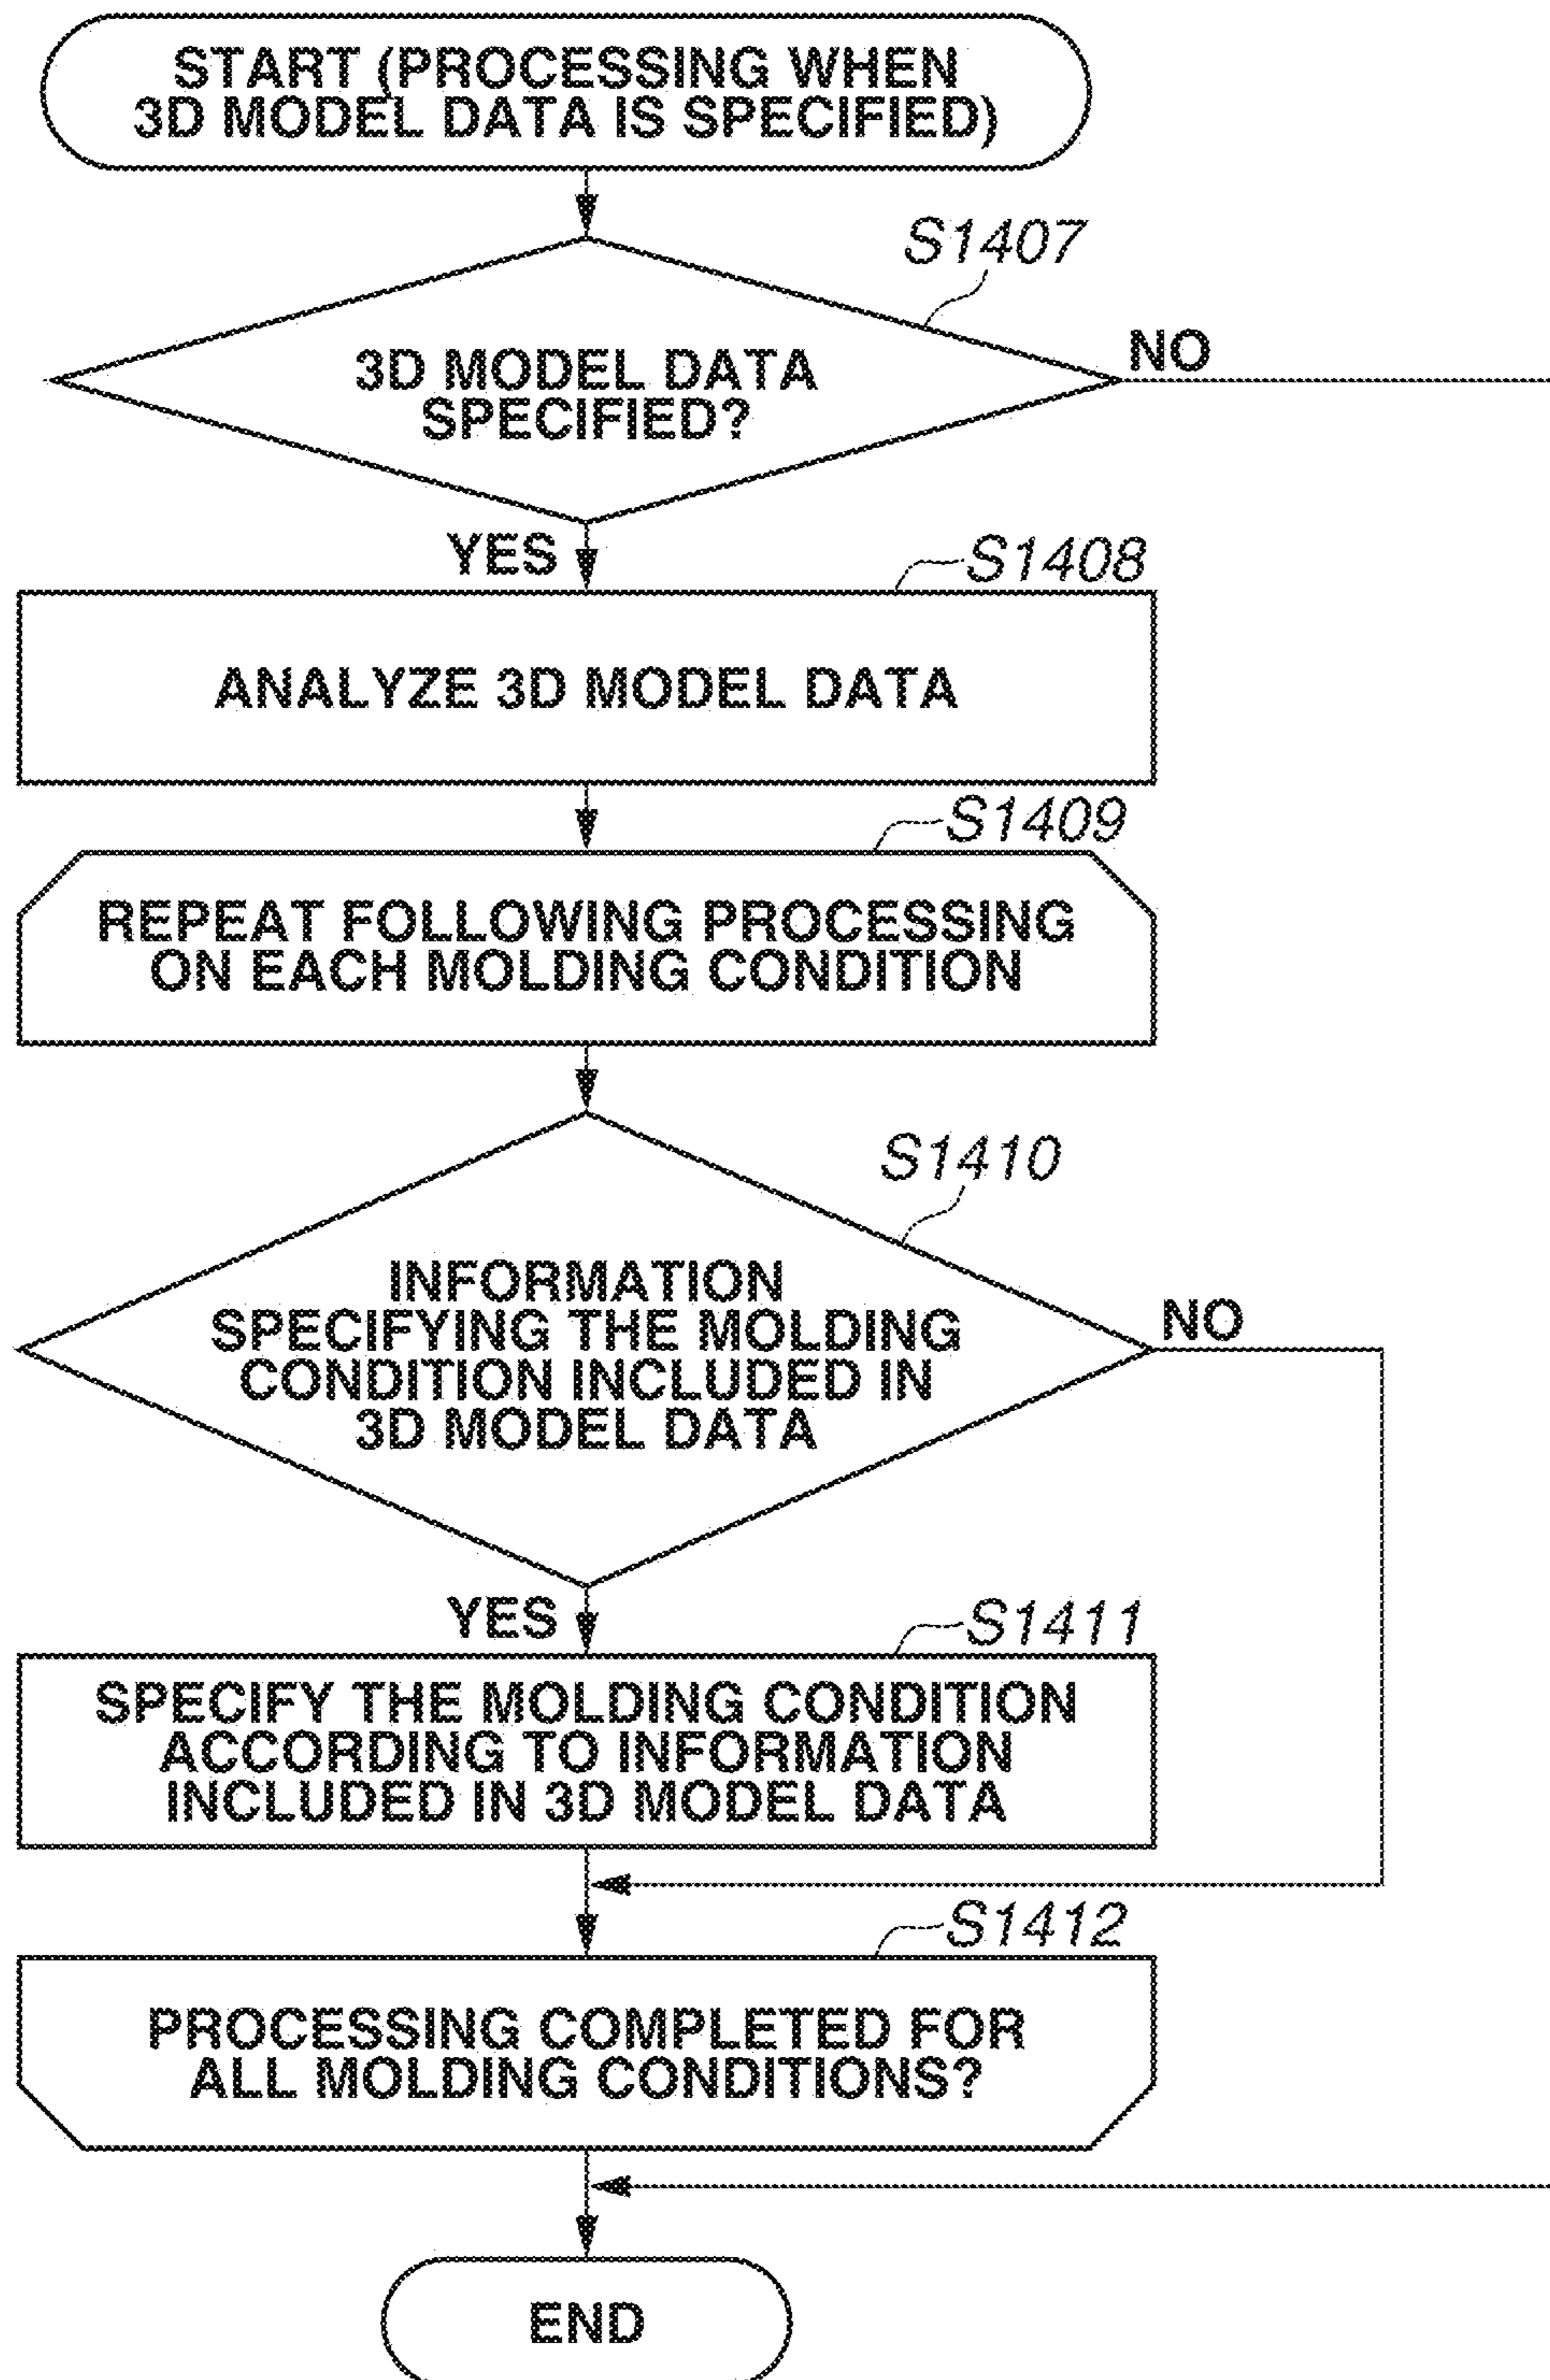 START (PROCESSING WHEN
3D MODEL DATA IS SPECIFIED)
S1407
3D MODEL DATA
SPECIFIED?
NO
YES
S1408
ANALYZE 3D MODEL DATA
S1409
REPEAT FOLLOWING PROCESSING
ON EACH MOLDING CONDITION
S1410
INFORMATION
SPECIFYING THE MOLDING
CONDITION INCLUDED IN
3D MODEL DATA
NO
YES
S1411
SPECIFY THE MOLDING CONDITION
ACCORDING TO INFORMATION
INCLUDED IN 3D MODEL DATA
S1412
PROCESSING COMPLETED FOR
ALL MOLDING CONDITIONS?
END